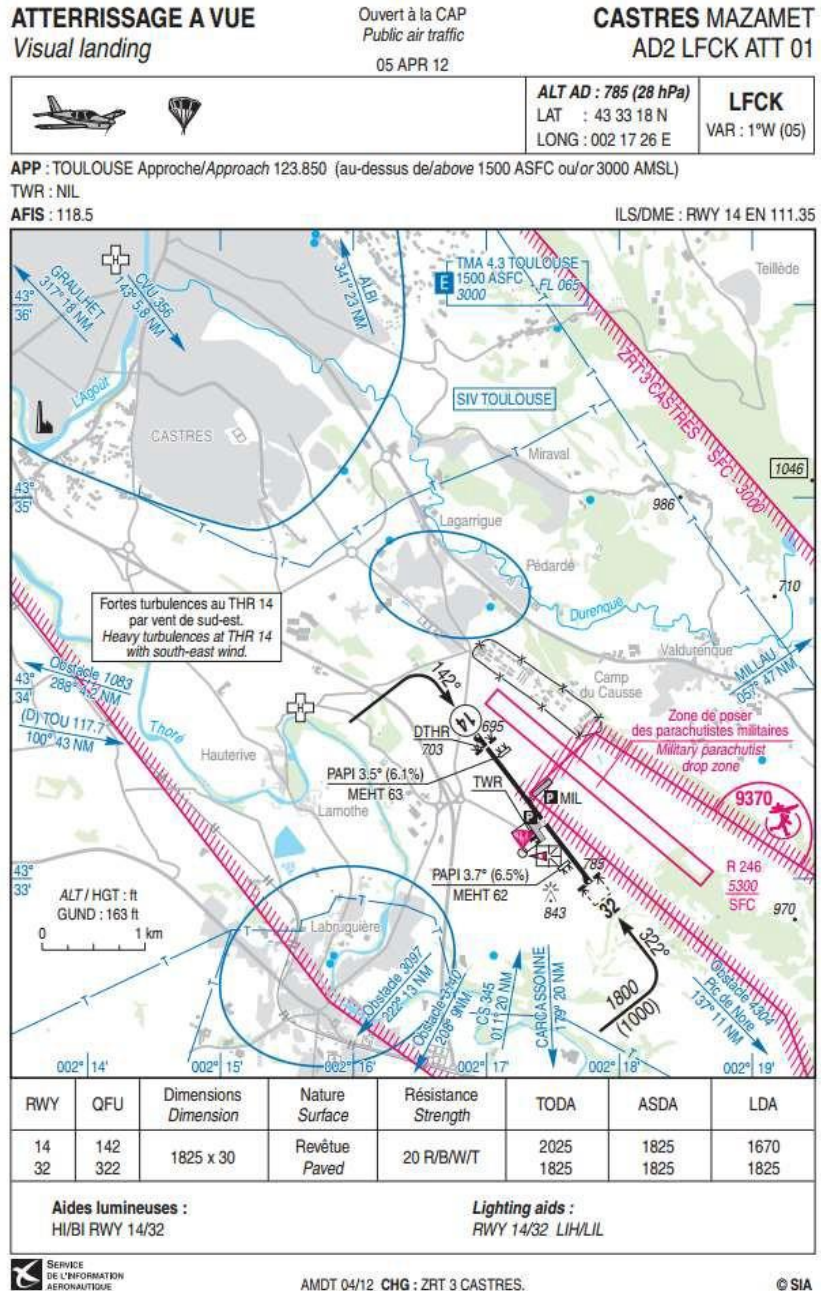 ATTERRISSAGE A VUE
Visual landing
Ouvert à la CAP
Public air traffic
05 APR 12
CASTRES MAZAMET
AD2 LFCK ATT 01
ALT AD : 785 (28 hPa)
LAT : 43 33 18 N
LONG : 002 17 26 E
LFCK
VAR : 1°W (05)
APP : TOULOUSE Approche/Approach 123.850 (au-dessus de/above 1500 ASFC ou/or 3000 AMSL)
TWR : NIL
AFIS : 118.5
ILS/DME : RWY 14 EN 111.35
GRAULHET
317° 18 NM
CVU 356
143° 5.8 NM
ALBI
341° 23 NM
E
TMA 4.3 TOULOUSE
1500 ASFC
3000
FL 065
Teillède
43°
36'
L'Agoût
CASTRES
SIV TOULOUSE
ZRT 3 CASTRES SFC / 3000
Miraval
1046
986
43°
35'
Lagarrigue
Pédardé
710
Durenque
Fortes turbulences au THR 14
par vent de sud-est.
Heavy turbulences at THR 14
with south-east wind.
Valdurenque
MILLAU
057° 47 NM
Obstacle 1083
288° 4.2 NM
43°
34'
(D) TOU 117.7
100° 43 NM
Thoré
Hauterive
142°
14
695
DTHR
703
Camp
du Causse
Zone de poser
des parachutistes militaires
Military parachutist
drop zone
PAPI 3.5° (6.1%)
MEHT 63
TWR
P
MIL
P
9370
Lamothe
PAPI 3.7° (6.5%)
MEHT 62
785
R 246
5300
SFC
43°
33'
32
843
970
ALT / HGT : ft
GUND : 163 ft
0
1 km
Labruguière
322°
1800
(1000)
Obstacle 3097
222° 13 NM
Obstacle 3140
208° 9NM
CS 345
011° 20 NM
CARCASSONNE
179° 20 NM
Obstacle 4304
Pic de Nore
137° 11 NM
002° 14'
002° 15'
002° 16'
002° 17'
002° 18'
002° 19'
RWY
QFU
Dimensions
Dimension
Nature
Surface
Résistance
Strength
TODA
ASDA
LDA
14 142 2025 1825 1670
1825 x 30 Revêtue 20 R/B/W/T
Paved
32 322 1825 1825 1825
Aides lumineuses :
HI/BI RWY 14/32
Lighting aids :
RWY 14/32 LIH/LIL
SERVICE
DE L'INFORMATION
AERONAUTIQUE
AMDT 04/12 CHG : ZRT 3 CASTRES.
© SIA